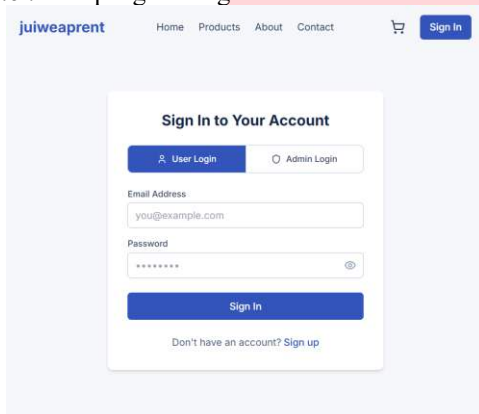 juiweaprent Home Products About Contact Sign In
Sign In to Your Account
User Login Admin Login
Email Address
you@example.com
Password
••••••••
Sign In
Don't have an account? Sign up